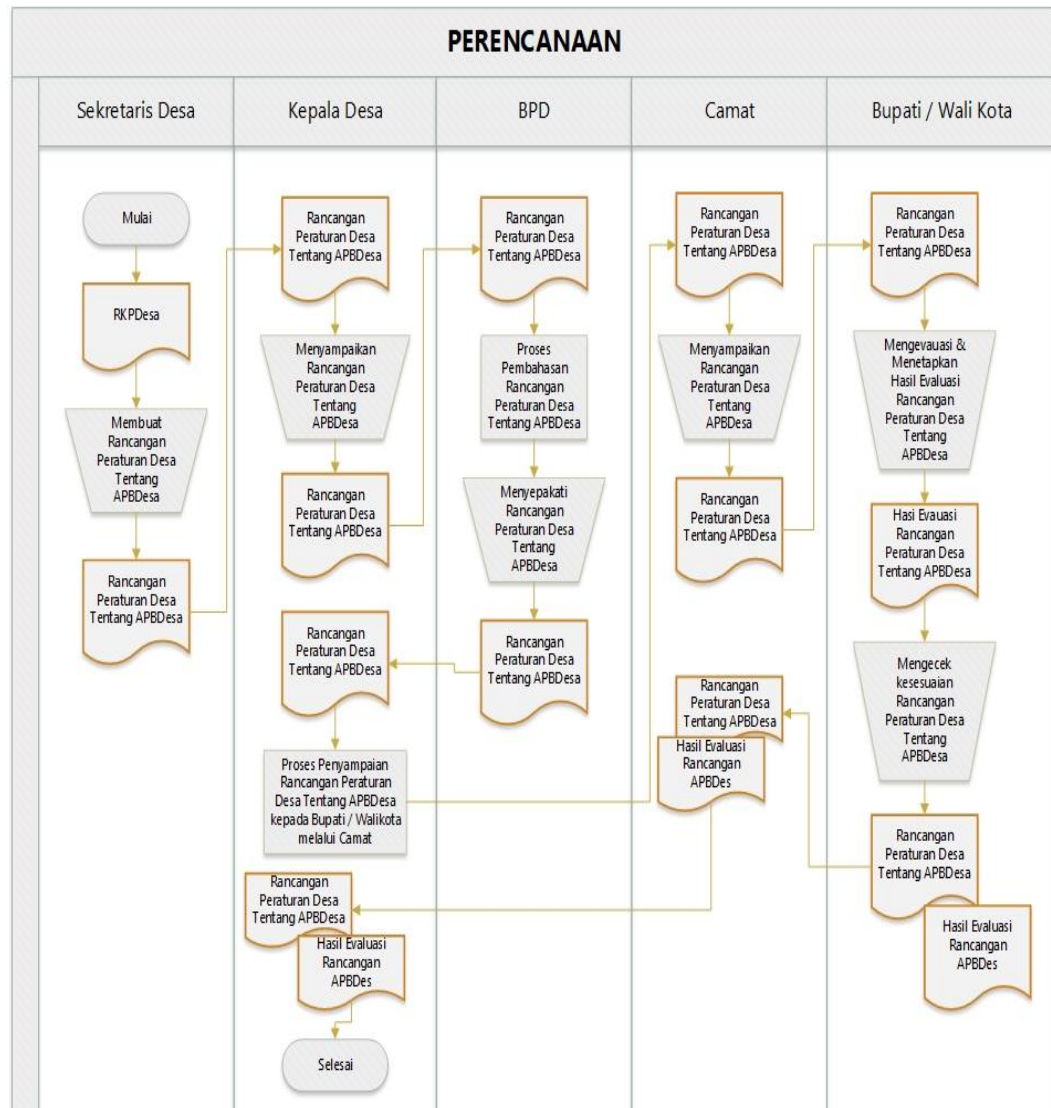 PERENCANAAN
Sekretaris Desa
Kepala Desa
BPD
Camat
Bupati / Wali Kota
Mulai
RKPDesa
Membuat
Rancangan
Peraturan Desa
Tentang
APBDesa
Rancangan
Peraturan Desa
Tentang APBDesa
Rancangan
Peraturan Desa
Tentang APBDesa
Menyampaikan
Rancangan
Peraturan Desa
Tentang
APBDesa
Rancangan
Peraturan Desa
Tentang APBDesa
Rancangan
Peraturan Desa
Tentang APBDesa
Proses Penyampaian
Rancangan Peraturan
Desa Tentang APBDesa
kepada Bupati / Walikota
melalui Camat
Rancangan
Peraturan Desa
Tentang APBDesa
Hasil Evaluasi
Rancangan
APBDes
Selesai
Rancangan
Peraturan Desa
Tentang APBDesa
Proses
Pembahasan
Rancangan
Peraturan Desa
Tentang APBDesa
Menyepakati
Rancangan
Peraturan Desa
Tentang
APBDesa
Rancangan
Peraturan Desa
Tentang APBDesa
Rancangan
Peraturan Desa
Tentang APBDesa
Menyampaikan
Rancangan
Peraturan Desa
Tentang
APBDesa
Rancangan
Peraturan Desa
Tentang APBDesa
Rancangan
Peraturan Desa
Tentang APBDesa
Hasil Evaluasi
Rancangan
APBDes
Rancangan
Peraturan Desa
Tentang APBDesa
Mengevauasi &
Menetapkan
Hasil Evaluasi
Rancangan
Peraturan Desa
Tentang
APBDesa
Hasi Evauasi
Rancangan
Peraturan Desa
Tentang APBDesa
Mengecek
kesesuaian
Rancangan
Peraturan Desa
Tentang
APBDesa
Rancangan
Peraturan Desa
Tentang APBDesa
Hasil Evaluasi
Rancangan
APBDes